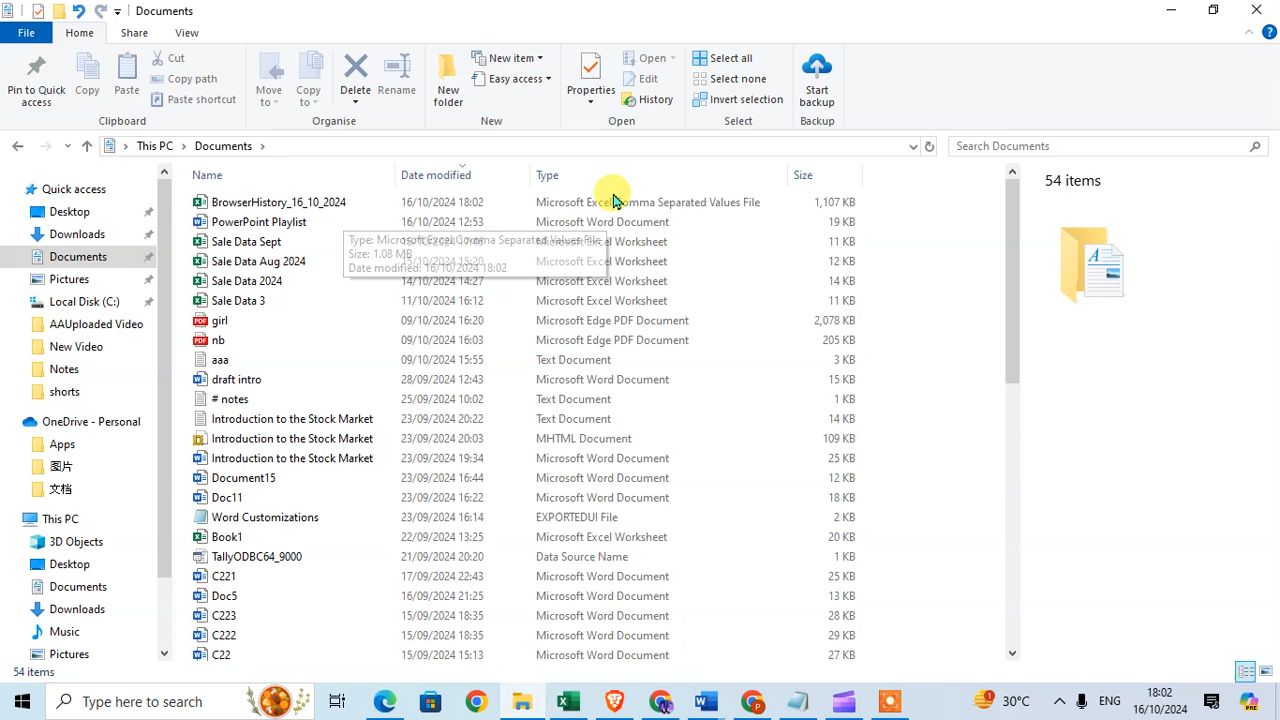 Documents
File Home Share View
Pin to Quick access
Copy
Paste
Cut
Copy path
Paste shortcut
Clipboard
Move to
Copy to
Delete
Rename
Organise
New folder
New item
Easy access
New
Properties
Open
Edit
History
Open
Select all
Select none
Invert selection
Select
Start backup
Backup
This PC > Documents >
Search Documents
Quick access
Desktop
Downloads
Documents
Pictures
Local Disk (C:)
AAUploaded Video
New Video
Notes
shorts
OneDrive - Personal
Apps
图片
文档
This PC
3D Objects
Desktop
Documents
Downloads
Music
Pictures
Name Date modified Type Size
BrowserHistory_16_10_2024 16/10/2024 18:02 Microsoft Excel Comma Separated Values File 1,107 KB
PowerPoint Playlist 16/10/2024 12:53 Microsoft Word Document 19 KB
Sale Data Sept Microsoft Excel Worksheet 11 KB
Sale Data Aug 2024 Microsoft Excel Worksheet 12 KB
Sale Data 2024 14/10/2024 14:27 Microsoft Excel Worksheet 14 KB
Sale Data 3 11/10/2024 16:12 Microsoft Excel Worksheet 11 KB
girl 09/10/2024 16:20 Microsoft Edge PDF Document 2,078 KB
nb 09/10/2024 16:03 Microsoft Edge PDF Document 205 KB
aaa 09/10/2024 15:55 Text Document 3 KB
draft intro 28/09/2024 12:43 Microsoft Word Document 15 KB
# notes 25/09/2024 10:02 Text Document 1 KB
Introduction to the Stock Market 23/09/2024 20:22 Text Document 14 KB
Introduction to the Stock Market 23/09/2024 20:03 MHTML Document 109 KB
Introduction to the Stock Market 23/09/2024 19:34 Microsoft Word Document 25 KB
Document15 23/09/2024 16:44 Microsoft Word Document 12 KB
Doc11 23/09/2024 16:22 Microsoft Word Document 18 KB
Word Customizations 23/09/2024 16:14 EXPORTEDUI File 2 KB
Book1 22/09/2024 13:25 Microsoft Excel Worksheet 20 KB
TallyODBC64_9000 21/09/2024 20:20 Data Source Name 1 KB
C221 17/09/2024 22:43 Microsoft Word Document 25 KB
Doc5 16/09/2024 21:25 Microsoft Word Document 13 KB
C223 15/09/2024 18:35 Microsoft Word Document 28 KB
C222 15/09/2024 18:35 Microsoft Word Document 29 KB
C22 15/09/2024 15:13 Microsoft Word Document 27 KB
Type: Microsoft Excel Comma Separated Values File
Size: 1.08 MB
Date modified: 16/10/2024 18:02
54 items
54 items
Type here to search
30°C
ENG
18:02
16/10/2024